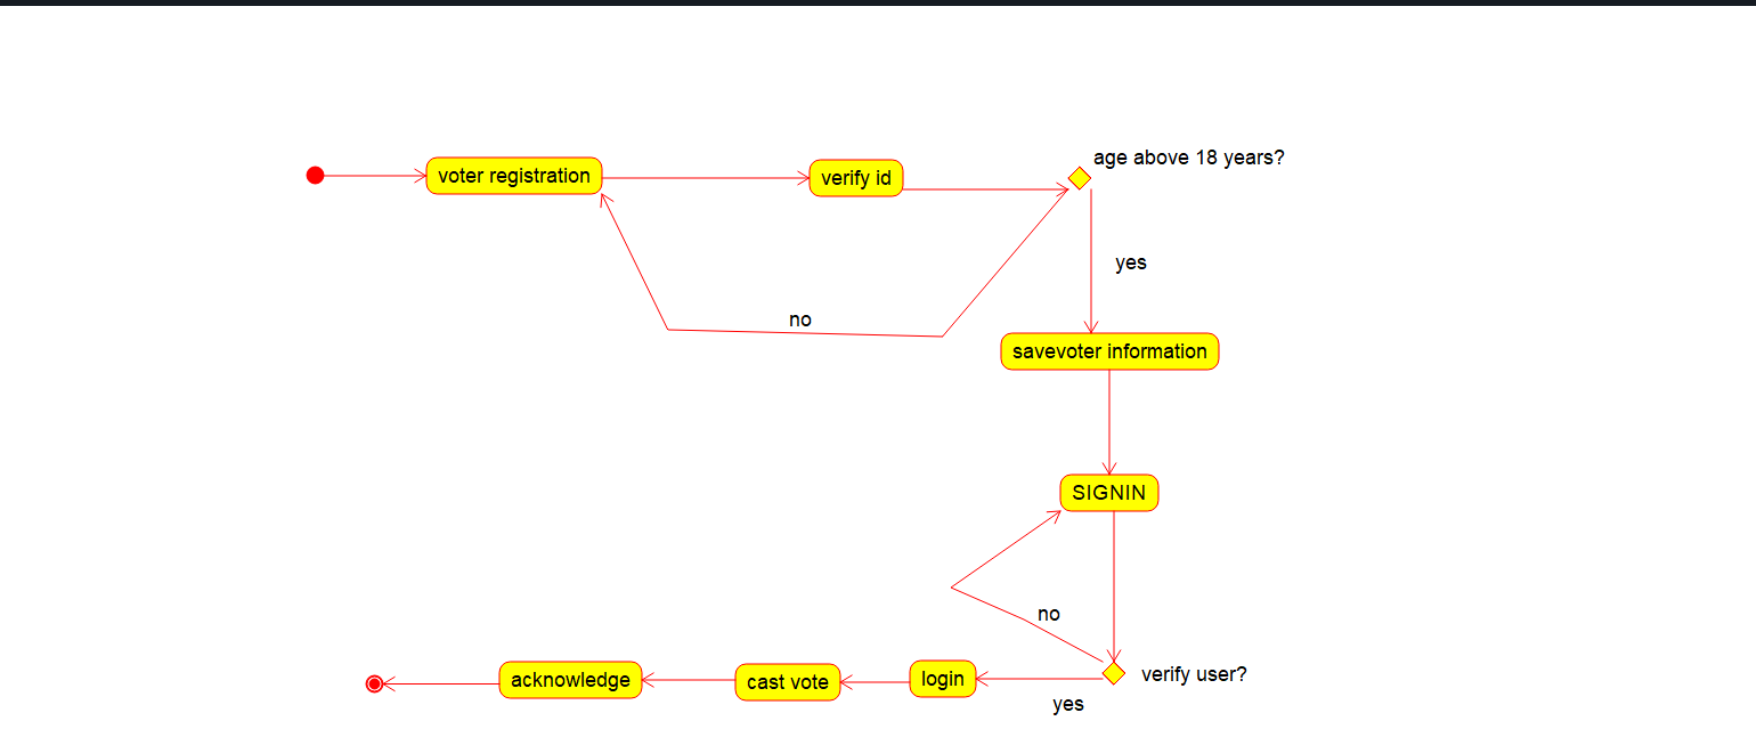 age above 18 years?
voter registration
verify id
yes
no
savevoter information
SIGNIN
no
verify user?
acknowledge
cast vote
login
yes